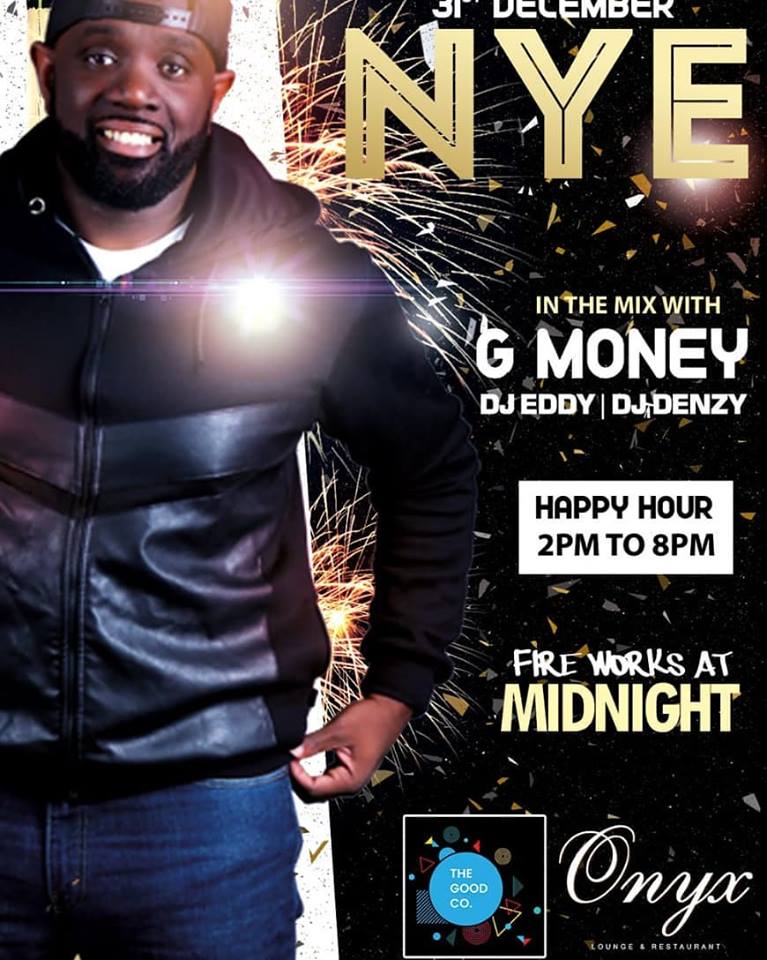 31ST DECEMBER
NYE
IN THE MIX WITH
G MONEY
DJ EDDY | DJ DENZY
HAPPY HOUR
2PM TO 8PM
FIRE WORKS AT
MIDNIGHT
THE
GOOD
CO.
Onyx
LOUNGE & RESTAURANT